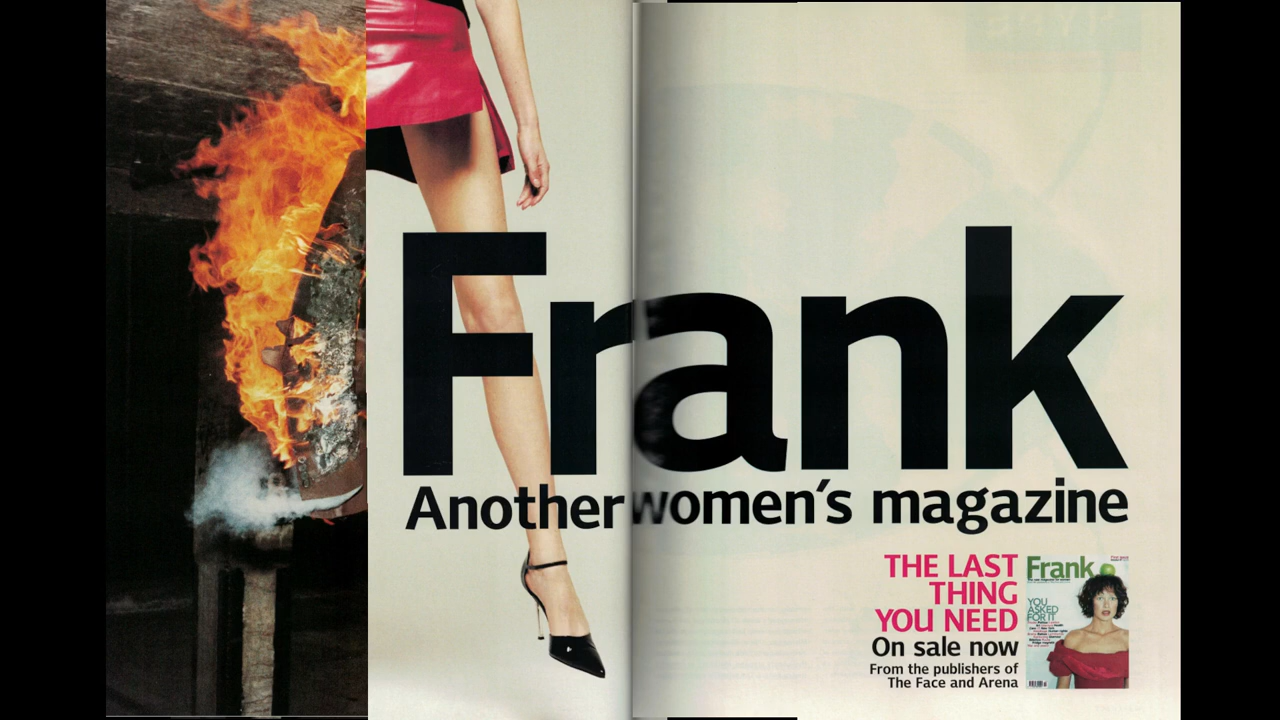 Frank
Another women's magazine
THE LAST
THING
YOU NEED
On sale now
From the publishers of
The Face and Arena
Frank
YOU
ASKED
FOR IT